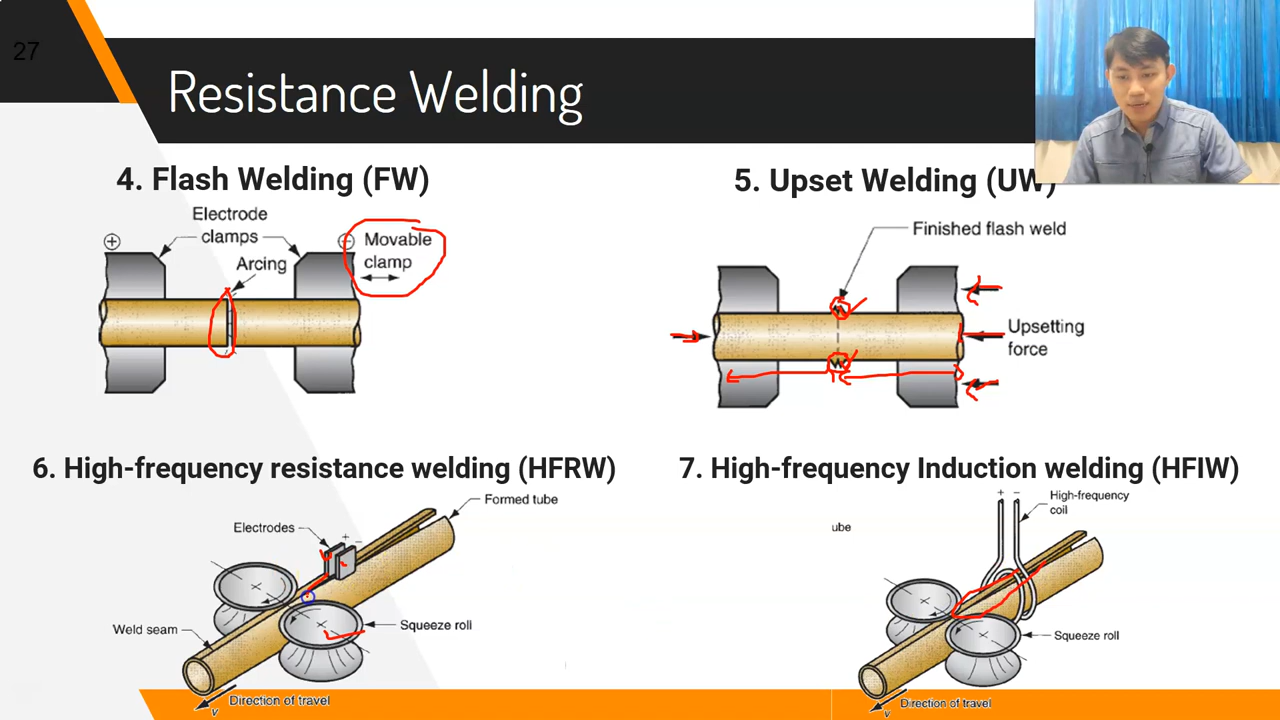 27
Resistance Welding
4. Flash Welding (FW)
Electrode
clamps
Arcing
+
−
Movable
clamp
5. Upset Welding (UW)
Finished flash weld
Upsetting
force
6. High-frequency resistance welding (HFRW)
Formed tube
Electrodes
+ −
Weld seam
Squeeze roll
Direction of travel
v
7. High-frequency Induction welding (HFIW)
+ −
High-frequency
coil
ube
Squeeze roll
Direction of travel
v